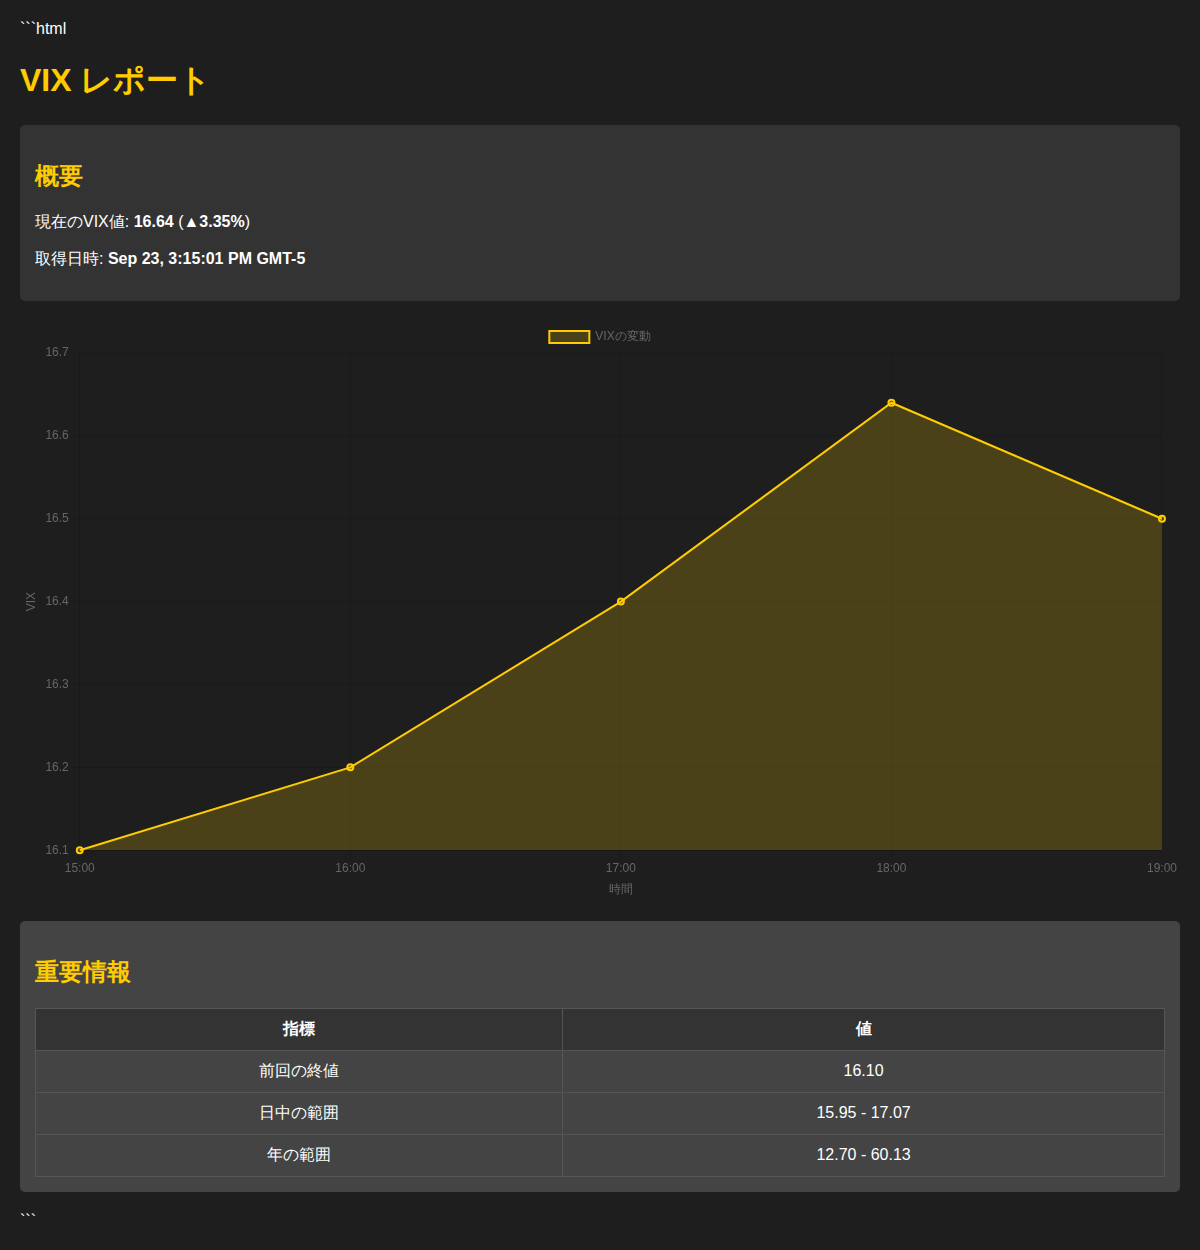 ```html
VIX レポート
概要
現在のVIX値: 16.64 (▲3.35%)
取得日時: Sep 23, 3:15:01 PM GMT-5
VIXの変動
16.7
16.6
16.5
16.4
16.3
16.2
16.1
VIX
15:00 16:00 17:00 18:00 19:00
時間
重要情報
指標 値
前回の終値 16.10
日中の範囲 15.95 - 17.07
年の範囲 12.70 - 60.13
```